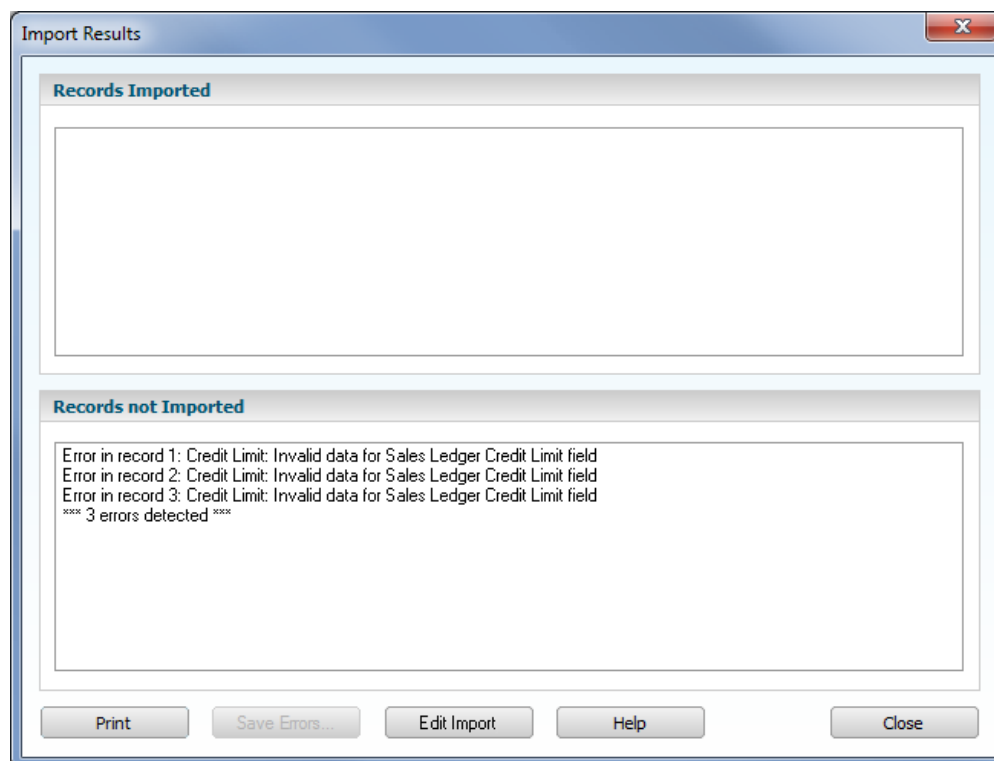 Import Results
Records Imported
Records not Imported
Error in record 1: Credit Limit: Invalid data for Sales Ledger Credit Limit field
Error in record 2: Credit Limit: Invalid data for Sales Ledger Credit Limit field
Error in record 3: Credit Limit: Invalid data for Sales Ledger Credit Limit field
*** 3 errors detected ***
Print Save Errors... Edit Import Help Close